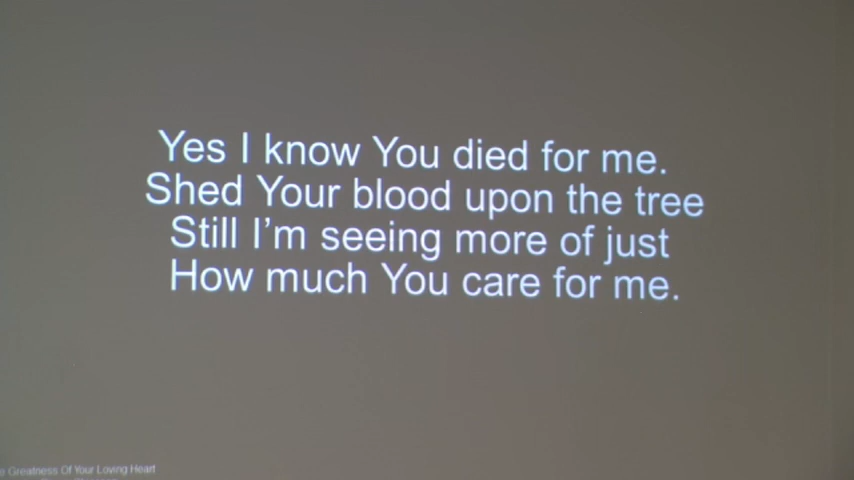 Yes I know You died for me.
Shed Your blood upon the tree
Still I'm seeing more of just
How much You care for me.
Greatness Of Your Loving Heart